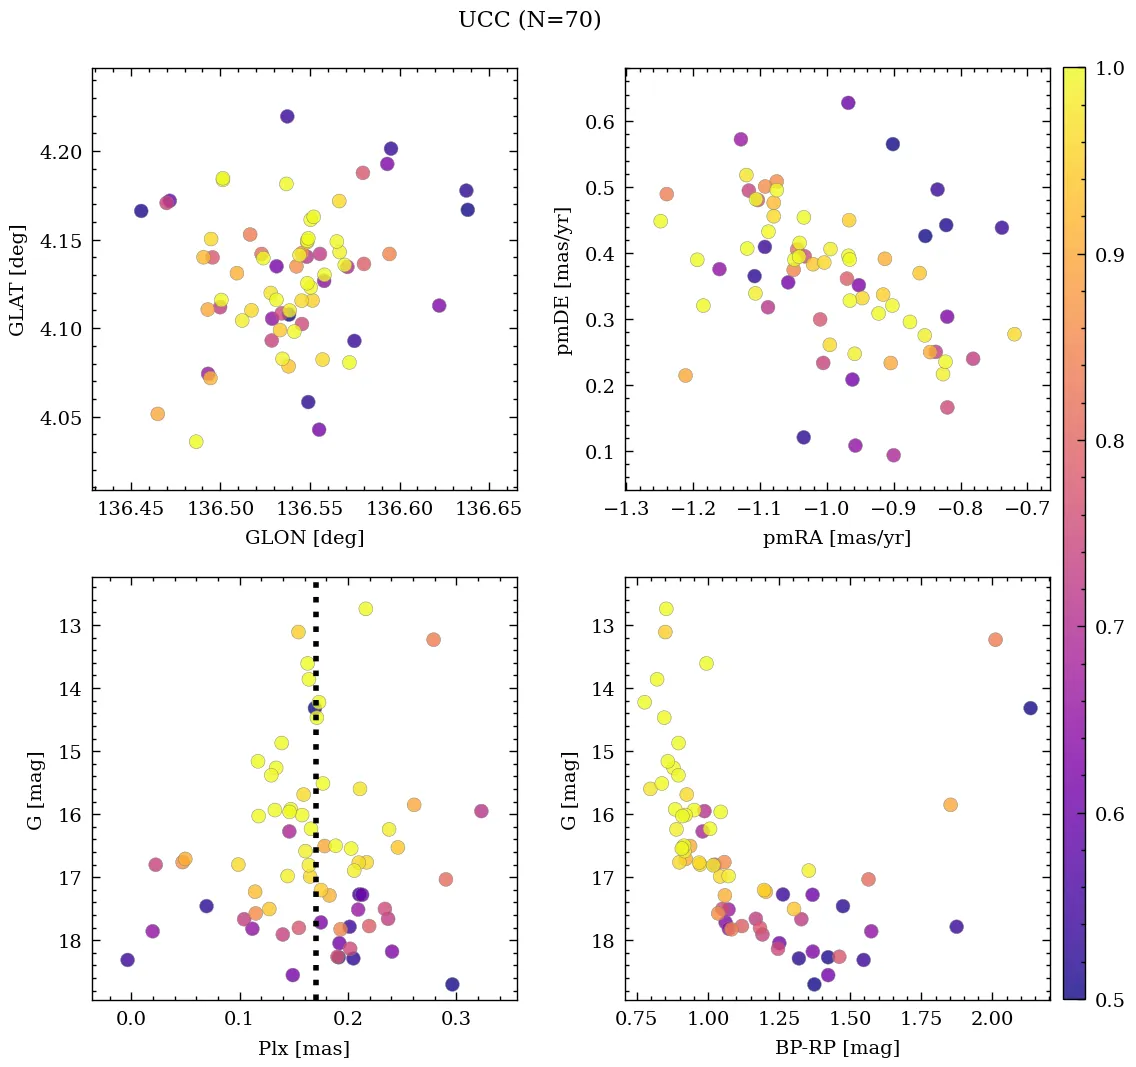 UCC (N=70)
4.20
4.15
4.10
4.05
GLAT [deg]
136.45 136.50 136.55 136.60 136.65
GLON [deg]
0.6
0.5
0.4
0.3
0.2
0.1
pmDE [mas/yr]
−1.3 −1.2 −1.1 −1.0 −0.9 −0.8 −0.7
pmRA [mas/yr]
13
14
15
16
17
18
G [mag]
0.0 0.1 0.2 0.3
Plx [mas]
13
14
15
16
17
18
G [mag]
0.75 1.00 1.25 1.50 1.75 2.00
BP-RP [mag]
1.0
0.9
0.8
0.7
0.6
0.5